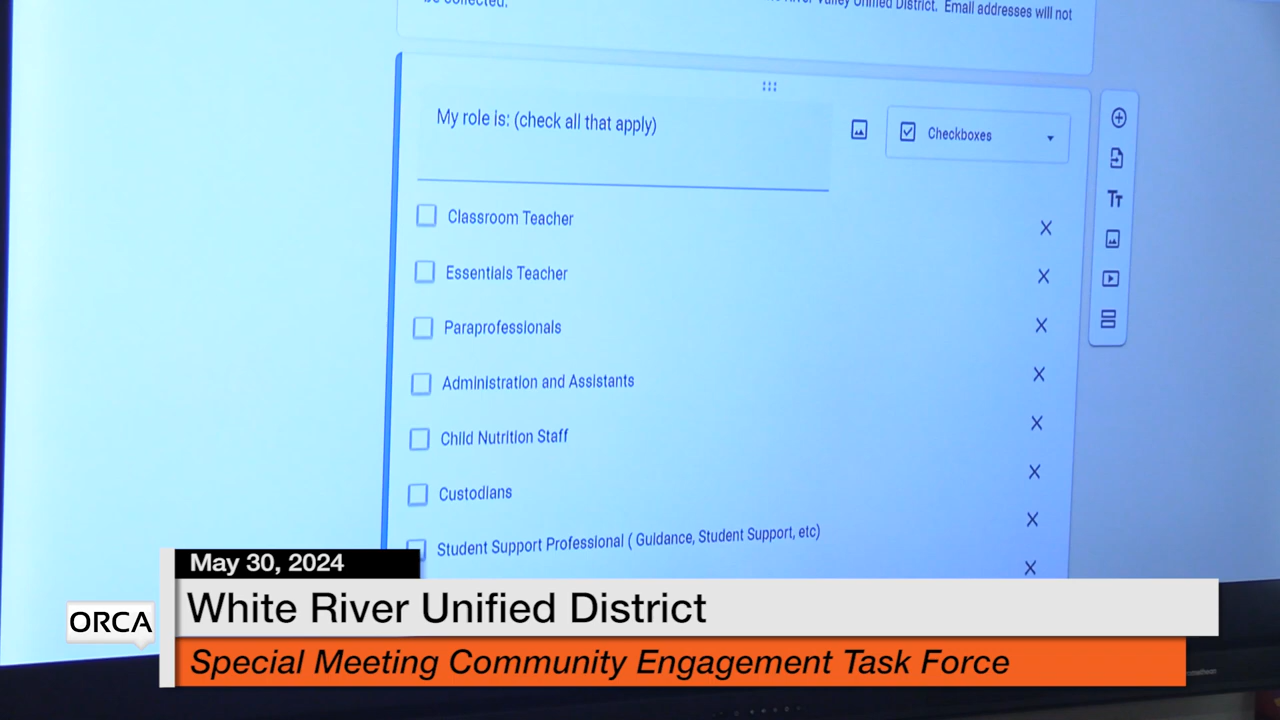 be collected.
River Valley Unified District. Email addresses will not
My role is: (check all that apply)
Checkboxes
Classroom Teacher
Essentials Teacher
Paraprofessionals
Administration and Assistants
Child Nutrition Staff
Custodians
Student Support Professional ( Guidance, Student Support, etc)
May 30, 2024
White River Unified District
ORCA
Special Meeting Community Engagement Task Force